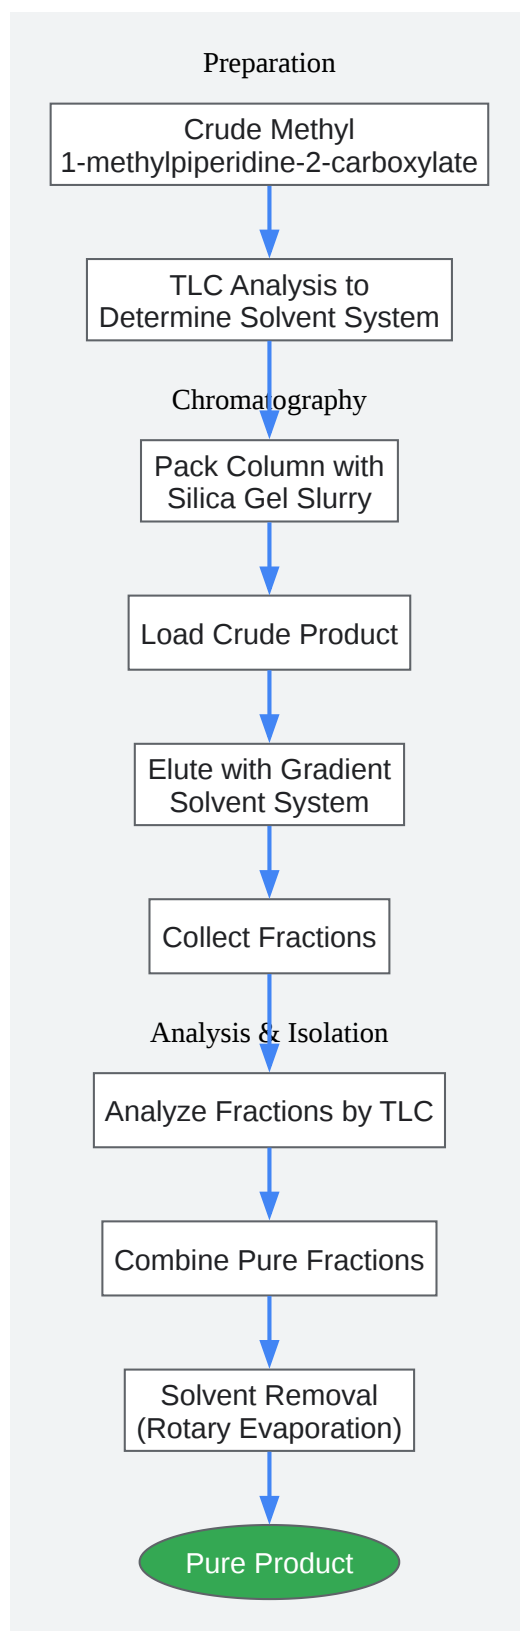 Preparation
Crude Methyl
1-methylpiperidine-2-carboxylate
TLC Analysis to
Determine Solvent System
Chromatography
Pack Column with
Silica Gel Slurry
Load Crude Product
Elute with Gradient
Solvent System
Collect Fractions
Analysis & Isolation
Analyze Fractions by TLC
Combine Pure Fractions
Solvent Removal
(Rotary Evaporation)
Pure Product